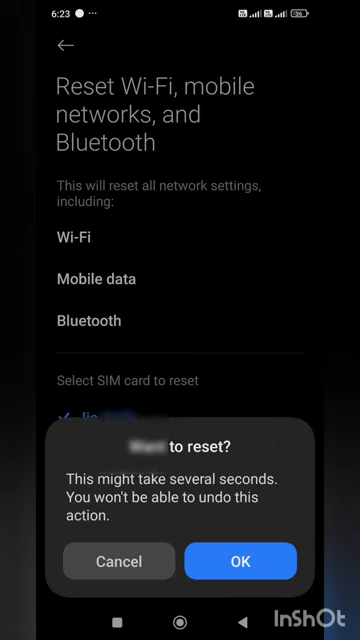 6:23
36
Reset Wi-Fi, mobile
networks, and
Bluetooth
This will reset all network settings,
including:
Wi-Fi
Mobile data
Bluetooth
Select SIM card to reset
to reset?
This might take several seconds.
You won't be able to undo this
action.
Cancel
OK
InShOt